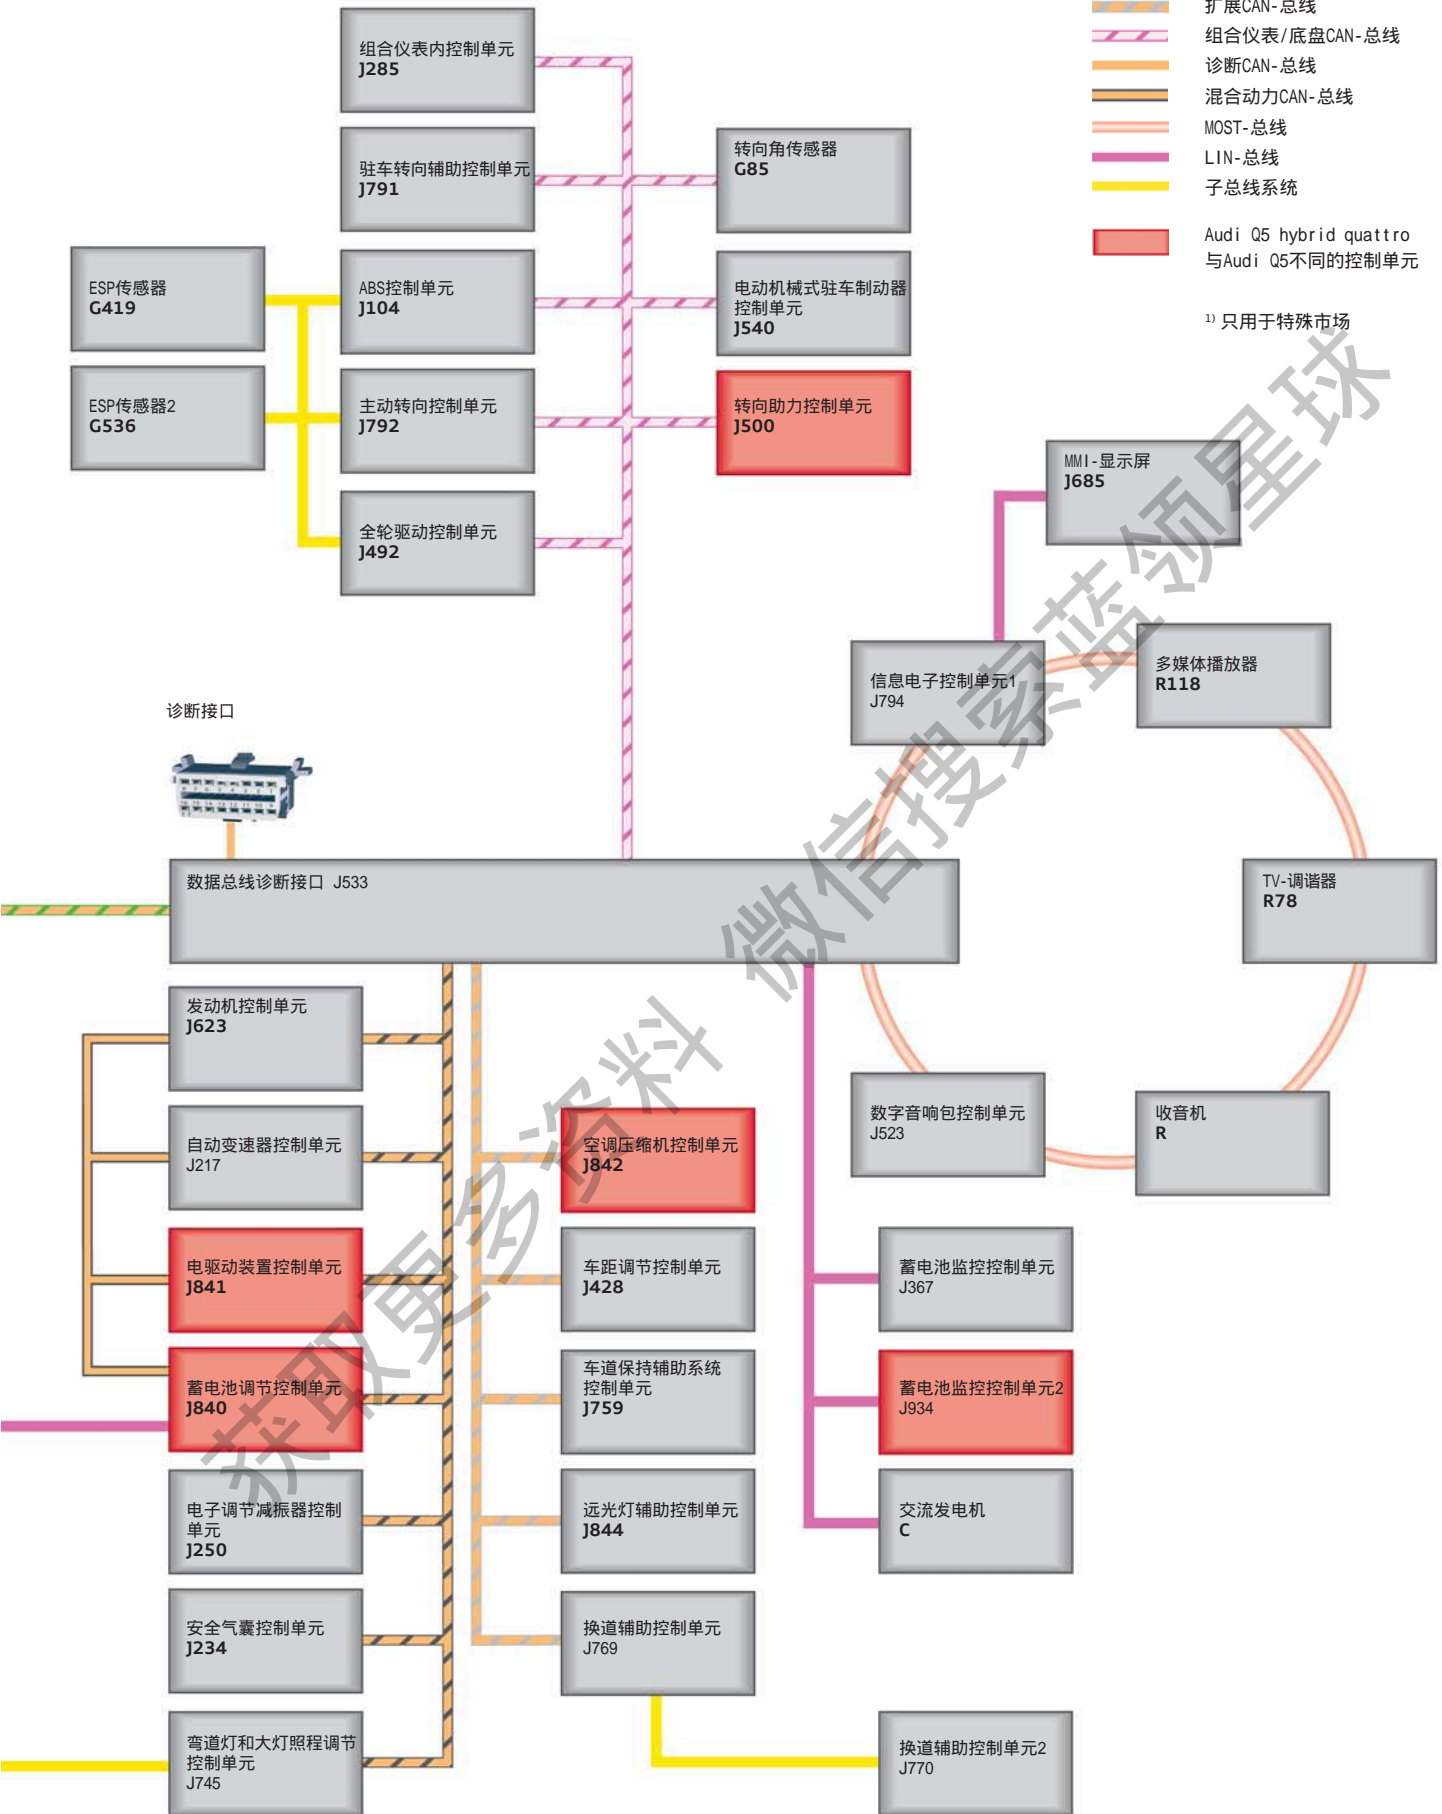 扩展CAN-总线
组合仪表/底盘CAN-总线
诊断CAN-总线
混合动力CAN-总线
MOST-总线
LIN-总线
子总线系统
Audi Q5 hybrid quattro
与Audi Q5不同的控制单元
1) 只用于特殊市场
组合仪表内控制单元
J285
驻车转向辅助控制单元
J791
转向角传感器
G85
ESP传感器
G419
ABS控制单元
J104
电动机械式驻车制动器
控制单元
J540
ESP传感器2
G536
主动转向控制单元
J792
转向助力控制单元
J500
全轮驱动控制单元
J492
MMI-显示屏
J685
信息电子控制单元1
J794
多媒体播放器
R118
诊断接口
数据总线诊断接口 J533
TV-调谐器
R78
发动机控制单元
J623
自动变速器控制单元
J217
空调压缩机控制单元
J842
数字音响包控制单元
J523
收音机
R
电驱动装置控制单元
J841
车距调节控制单元
J428
蓄电池监控控制单元
J367
蓄电池调节控制单元
J840
车道保持辅助系统
控制单元
J759
蓄电池监控控制单元2
J934
电子调节减振器控制
单元
J250
远光灯辅助控制单元
J844
交流发电机
C
安全气囊控制单元
J234
换道辅助控制单元
J769
弯道灯和大灯照程调节
控制单元
J745
换道辅助控制单元2
J770
获取更多资料 微信搜索蓝领星球